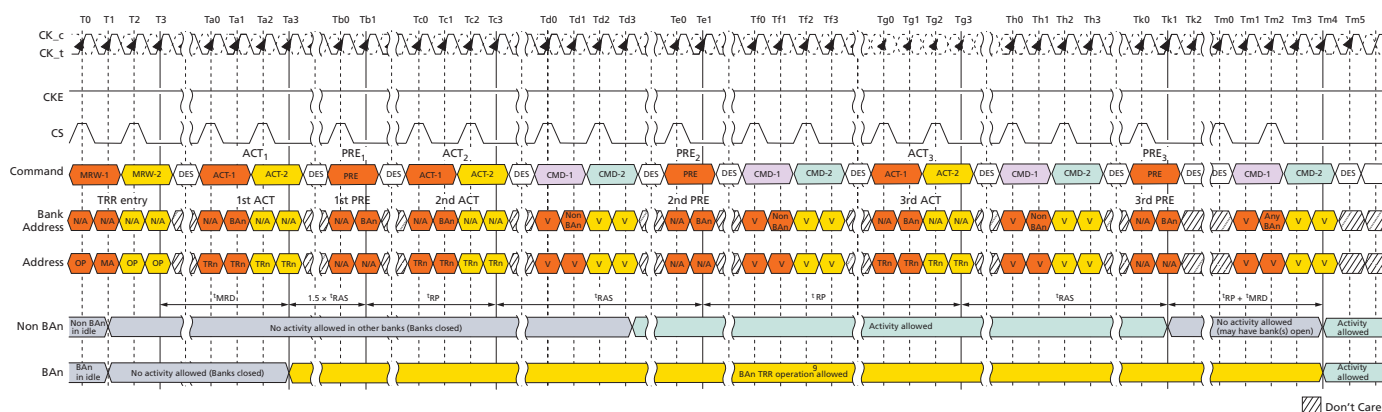 T0 T1 T2 T3 Ta0 Ta1 Ta2 Ta3 Tb0 Tb1 Tc0 Tc1 Tc2 Tc3 Td0 Td1 Td2 Td3 Te0 Te1 Tf0 Tf1 Tf2 Tf3 Tg0 Tg1 Tg2 Tg3 Th0 Th1 Th2 Th3 Tk0 Tk1 Tk2 Tm0 Tm1 Tm2 Tm3 Tm4 Tm5
CK_c
CK_t
CKE
CS
ACT1 PRE1 ACT2 PRE2 ACT3 PRE3
Command MRW-1 MRW-2 DES ACT-1 ACT-2 DES PRE DES ACT-1 ACT-2 DES CMD-1 CMD-2 DES PRE DES CMD-1 CMD-2 DES ACT-1 ACT-2 DES CMD-1 CMD-2 DES PRE DES DES CMD-1 CMD-2 DES
TRR entry 1st ACT 1st PRE 2nd ACT 2nd PRE 3rd ACT 3rd PRE
Bank Address N/A N/A N/A N/A N/A BAn N/A N/A N/A BAn N/A BAn N/A N/A V Non BAn V V N/A BAn V Non BAn V V N/A BAn N/A N/A V Non BAn V V N/A BAn V Any BAn V V
Address OP MA OP OP TRn TRn TRn TRn N/A N/A TRn TRn TRn TRn V V V V N/A N/A V V V V TRn TRn TRn TRn V V V V N/A N/A V V V V
tMRD 1.5 × tRAS tRP tRAS tRP tRAS tRP + tMRD
Non BAn Non BAn in idle No activity allowed in other banks (Banks closed) Activity allowed No activity allowed (may have bank(s) open) Activity allowed
BAn BAn in idle No activity allowed (Banks closed) BAn TRR operation allowed 9 Activity allowed
Don't Care